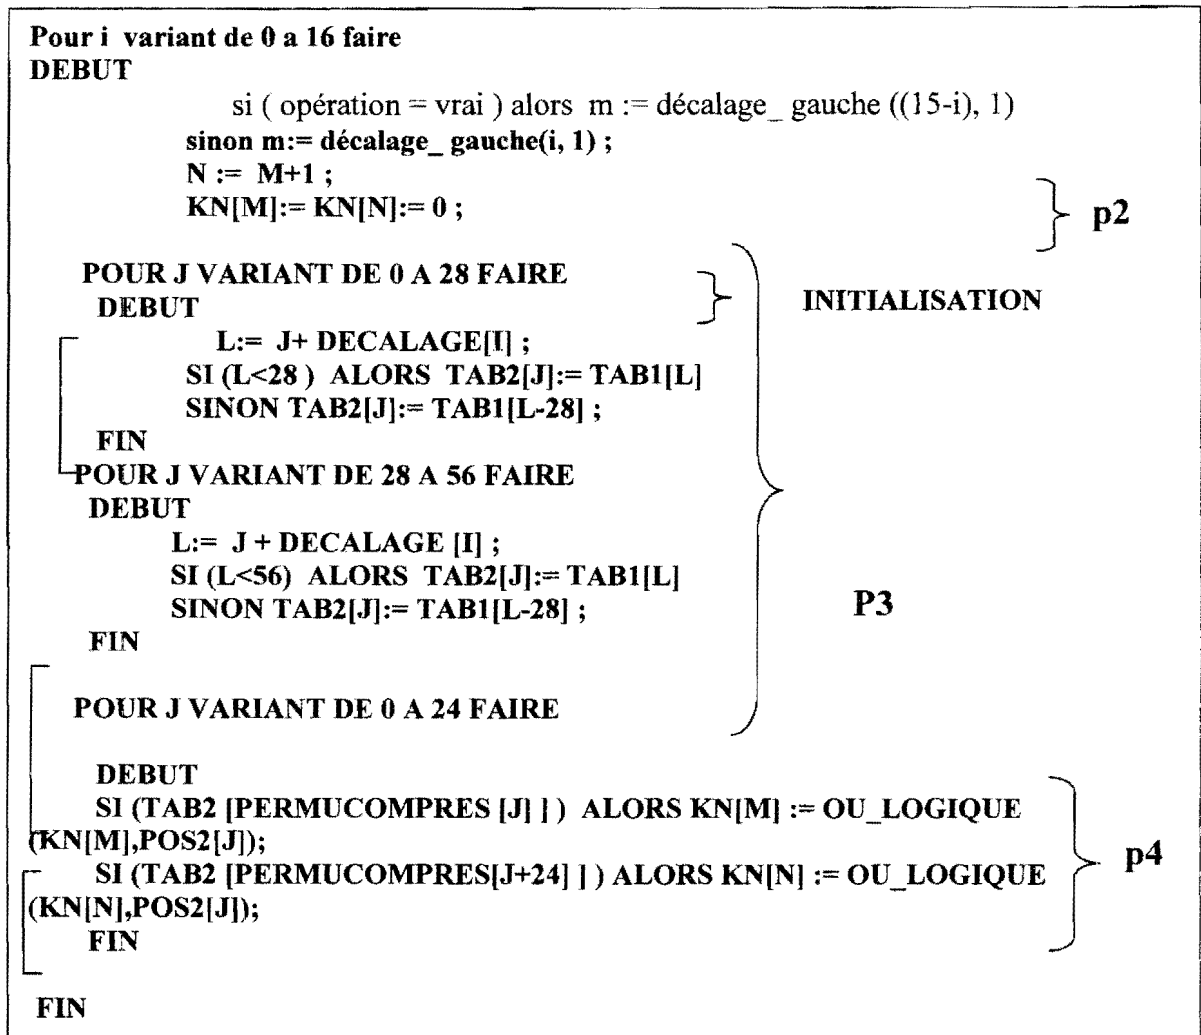 Pour i variant de 0 a 16 faire
DEBUT
si ( opération = vrai ) alors m := décalage_ gauche ((15-i), 1)
sinon m:= décalage_ gauche(i, 1) ;
N := M+1 ;
KN[M]:= KN[N]:= 0 ;
p2
POUR J VARIANT DE 0 A 28 FAIRE
DEBUT
INITIALISATION
L:= J+ DECALAGE[I] ;
SI (L<28 ) ALORS TAB2[J]:= TAB1[L]
SINON TAB2[J]:= TAB1[L-28] ;
FIN
POUR J VARIANT DE 28 A 56 FAIRE
DEBUT
L:= J + DECALAGE [I] ;
SI (L<56) ALORS TAB2[J]:= TAB1[L]
SINON TAB2[J]:= TAB1[L-28] ;
P3
FIN
POUR J VARIANT DE 0 A 24 FAIRE
DEBUT
SI (TAB2 [PERMUCOMPRES [J] ] ) ALORS KN[M] := OU_LOGIQUE
(KN[M],POS2[J]);
SI (TAB2 [PERMUCOMPRES[J+24] ] ) ALORS KN[N] := OU_LOGIQUE
p4
(KN[N],POS2[J]);
FIN
FIN